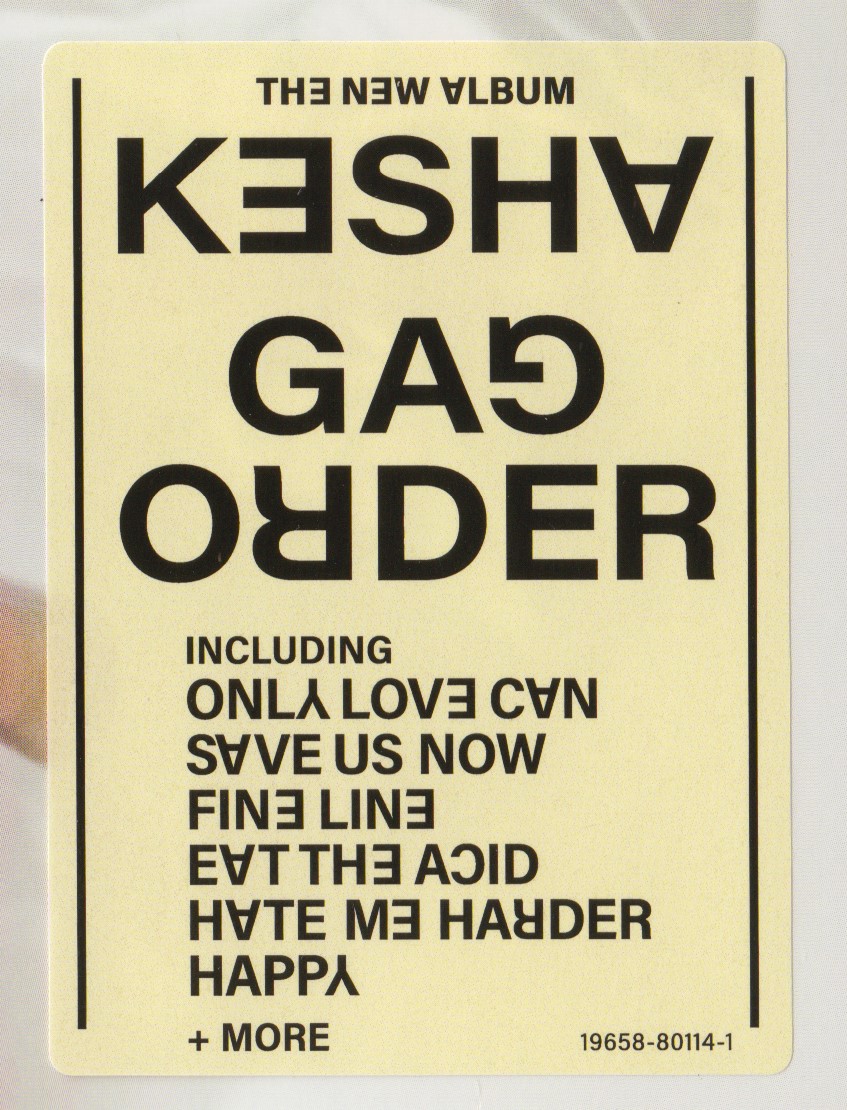 THE NEW ALBUM
KESHA
GAG
ORDER
INCLUDING
ONLY LOVE CAN
SAVE US NOW
FINE LINE
EAT THE ACID
HATE ME HARDER
HAPPY
+ MORE
19658-80114-1